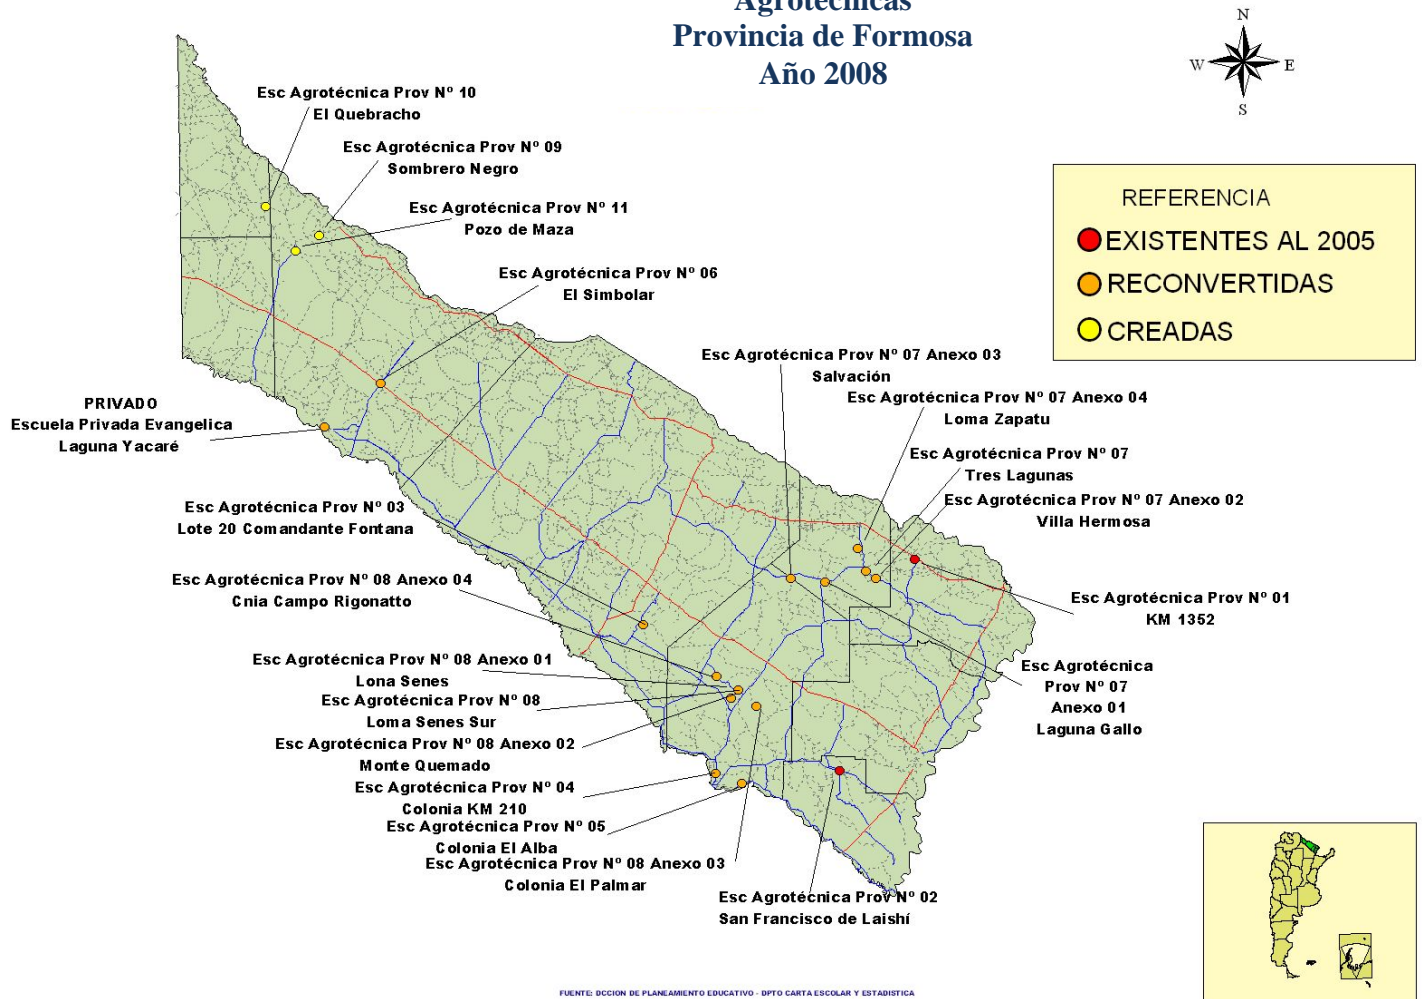 Agrotécnicas
Provincia de Formosa
Año 2008
N
W
E
S
Esc Agrotécnica Prov Nº 10
El Quebracho
Esc Agrotécnica Prov Nº 09
Sombrero Negro
Esc Agrotécnica Prov Nº 11
Pozo de Maza
Esc Agrotécnica Prov Nº 06
El Simbolar
REFERENCIA
EXISTENTES AL 2005
RECONVERTIDAS
CREADAS
Esc Agrotécnica Prov Nº 07 Anexo 03
Salvación
Esc Agrotécnica Prov Nº 07 Anexo 04
Loma Zapatu
Esc Agrotécnica Prov Nº 07
Tres Lagunas
Esc Agrotécnica Prov Nº 07 Anexo 02
Villa Hermosa
PRIVADO
Escuela Privada Evangelica
Laguna Yacaré
Esc Agrotécnica Prov Nº 03
Lote 20 Comandante Fontana
Esc Agrotécnica Prov Nº 08 Anexo 04
Cnia Campo Rigonatto
Esc Agrotécnica Prov Nº 01
KM 1352
Esc Agrotécnica Prov Nº 08 Anexo 01
Lona Senes
Esc Agrotécnica
Prov Nº 07
Anexo 01
Laguna Gallo
Esc Agrotécnica Prov Nº 08
Loma Senes Sur
Esc Agrotécnica Prov Nº 08 Anexo 02
Monte Quemado
Esc Agrotécnica Prov Nº 04
Colonia KM 210
Esc Agrotécnica Prov Nº 05
Colonia El Alba
Esc Agrotécnica Prov Nº 08 Anexo 03
Colonia El Palmar
Esc Agrotécnica Prov Nº 02
San Francisco de Laishí
FUENTE: DCCION DE PLANEAMIENTO EDUCATIVO - DPTO CARTA ESCOLAR Y ESTADISTICA